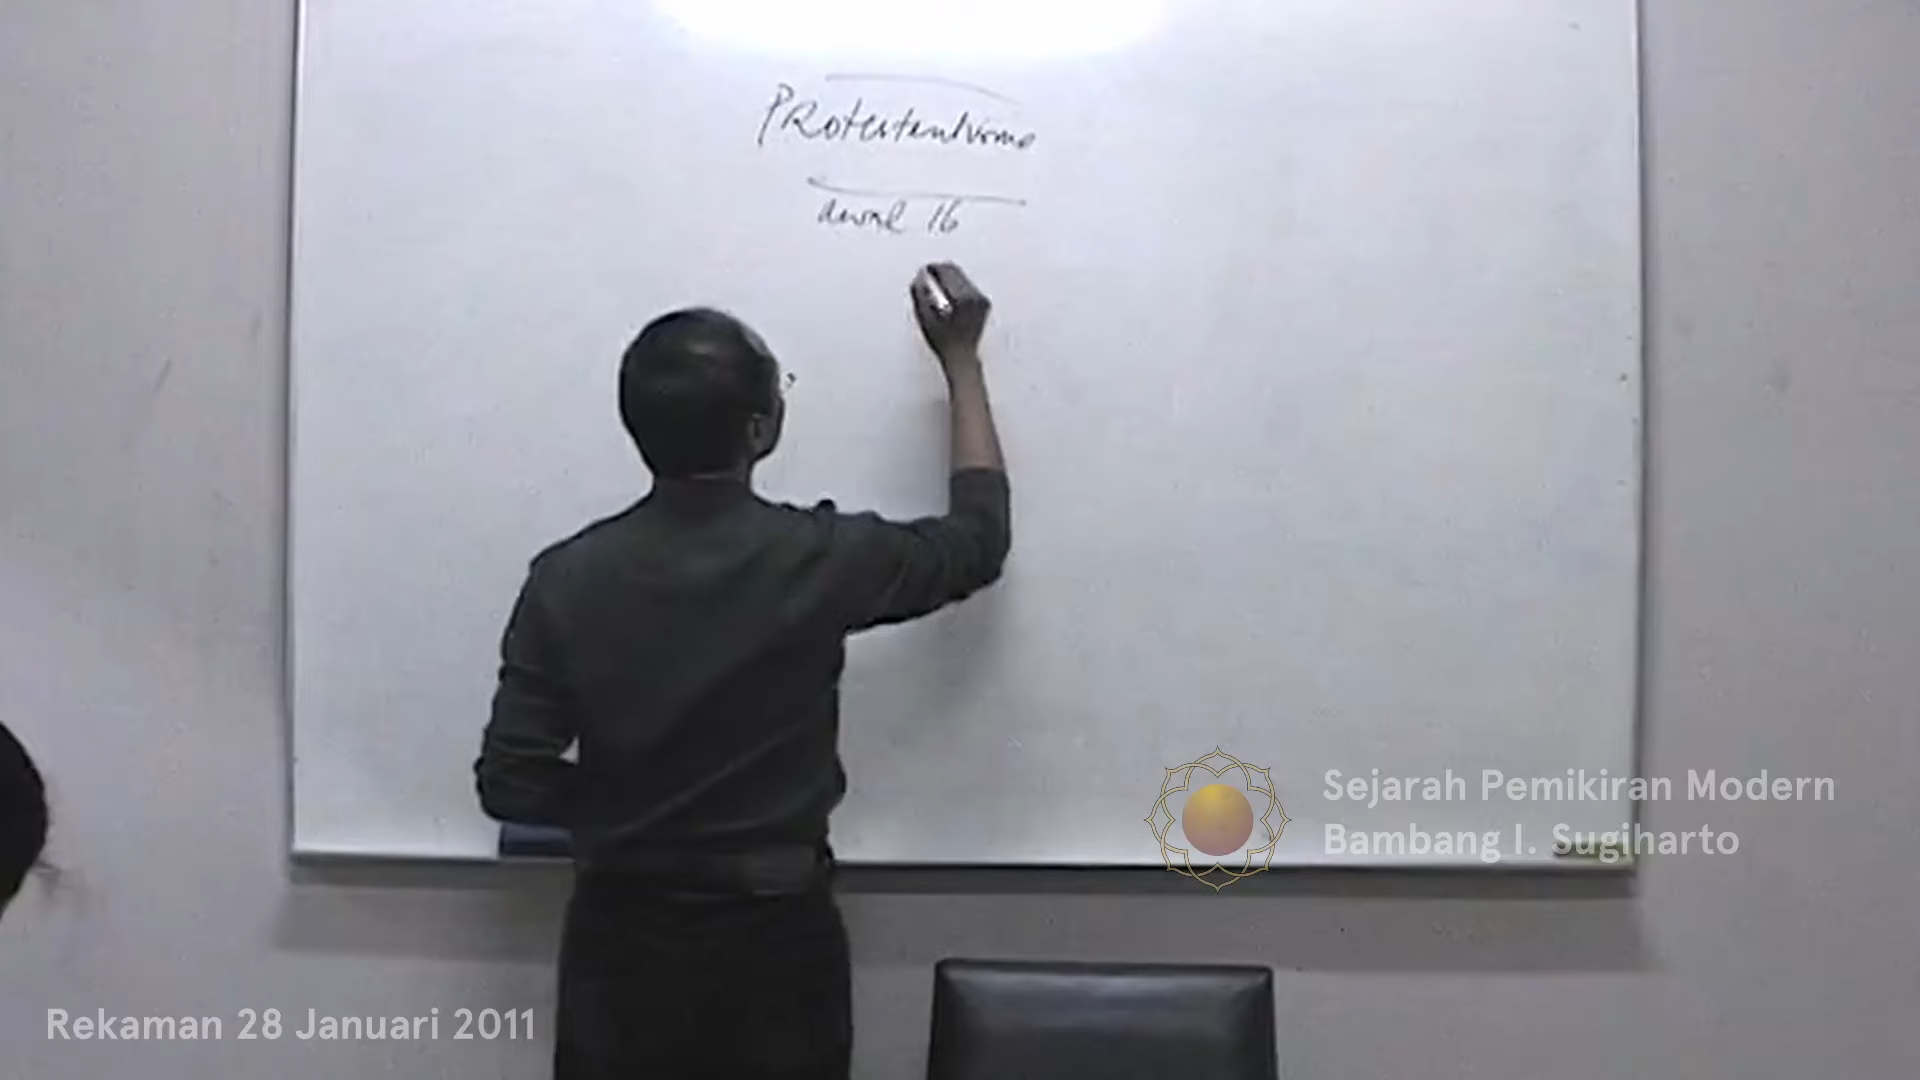 Protestantisme
awal 16
Sejarah Pemikiran Modern
Bambang I. Sugiharto
Rekaman 28 Januari 2011